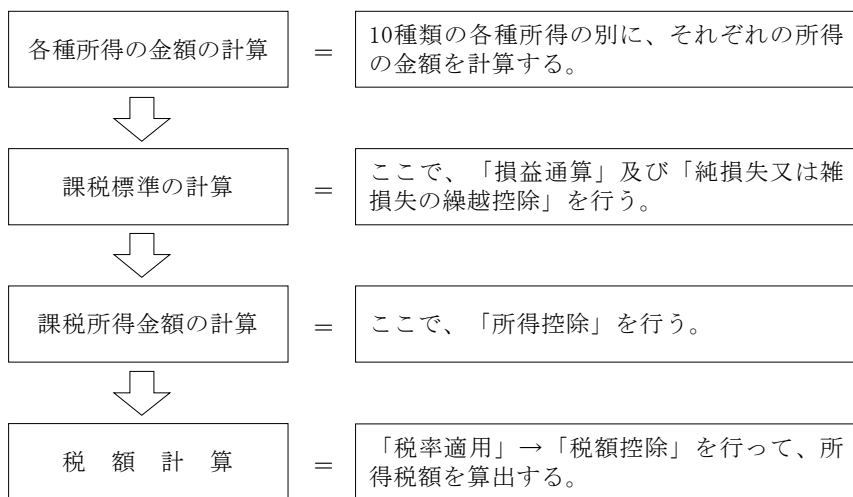 各種所得の金額の計算 = 10種類の各種所得の別に、それぞれの所得
の金額を計算する。
課税標準の計算 = ここで、「損益通算」及び「純損失又は雑
損失の繰越控除」を行う。
課税所得金額の計算 = ここで、「所得控除」を行う。
税 額 計 算 = 「税率適用」→「税額控除」を行って、所
得税額を算出する。